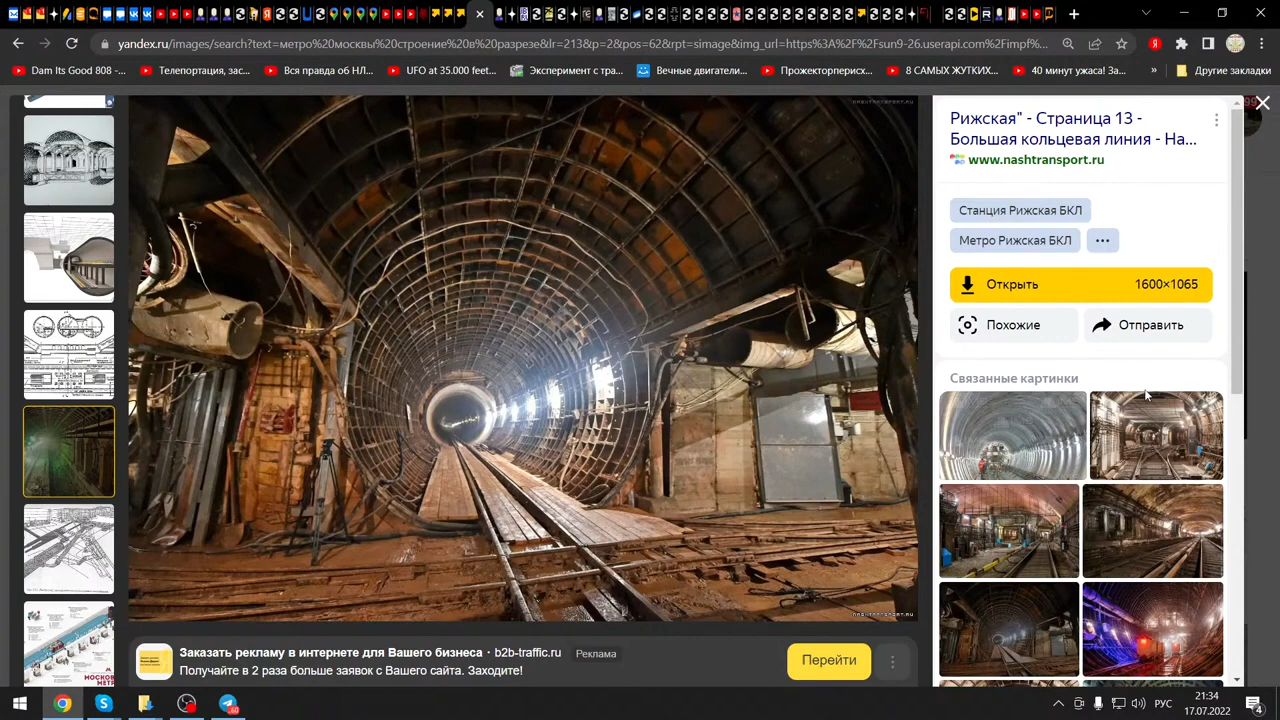 yandex.ru/images/search?text=метро%20москвы%20строение%20в%20разрезе&lr=213&p=2&pos=62&rpt=simage&img_url=https%3A%2F%2Fsun9-26.userapi.com%2Fimpf%...
Dam Its Good 808 -...
Телепортация, зас...
Вся правда об НЛ...
UFO at 35.000 feet...
Эксперимент с тра...
Вечные двигатели...
Прожекторперисх...
8 САМЫХ ЖУТКИХ...
40 минут ужаса! За...
»
Другие закладки
Рижская" - Страница 13 -
Большая кольцевая линия - На...
www.nashtransport.ru
Станция Рижская БКЛ
Метро Рижская БКЛ
Открыть 1600×1065
Похожие
Отправить
Связанные картинки
NASHTRANSPORT.RU
Заказать рекламу в интернете для Вашего бизнеса · b2b-traffic.ru
Реклама
Получайте в 2 раза больше заявок с Вашего сайта. Заходите!
Перейти
РУС
21:34
17.07.2022
4